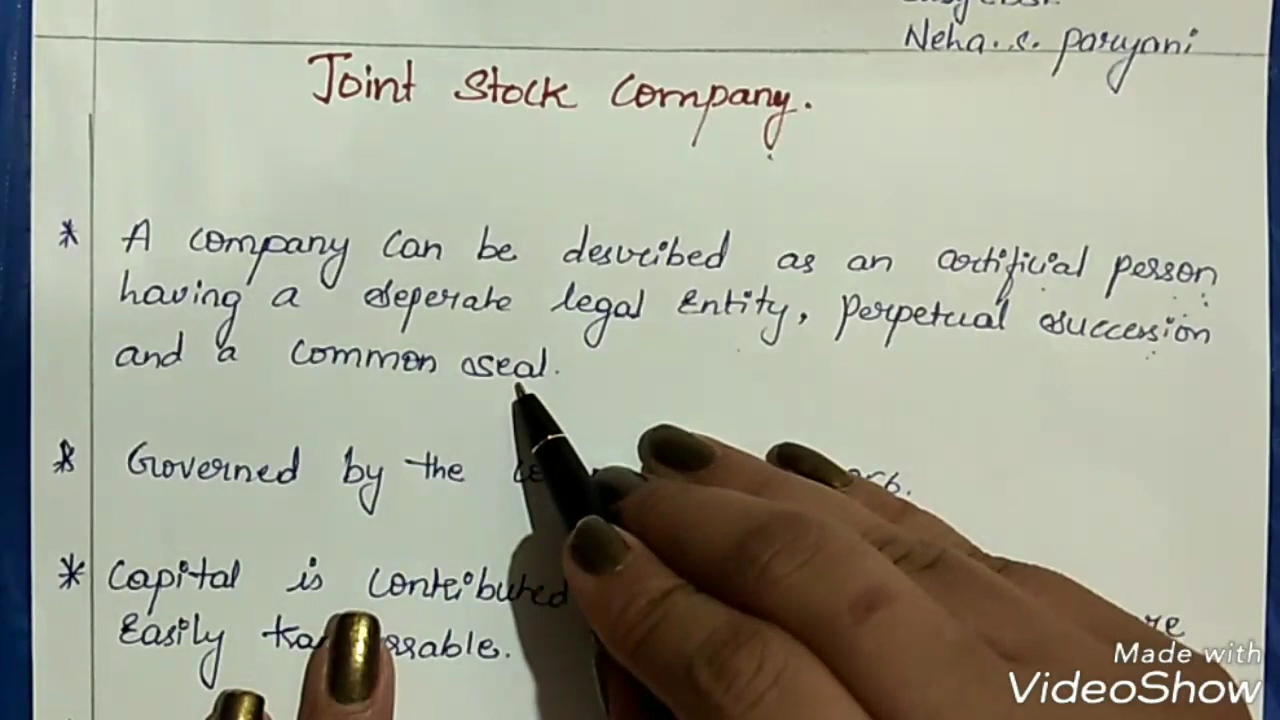 Neha. S. Paryani
Joint Stock Company.
* A company can be described as an artificial person
having a seperate legal Entity, perpetual succession
and a common seal.
* Governed by the
* Capital is contributed
Easily
Made with
VideoShow